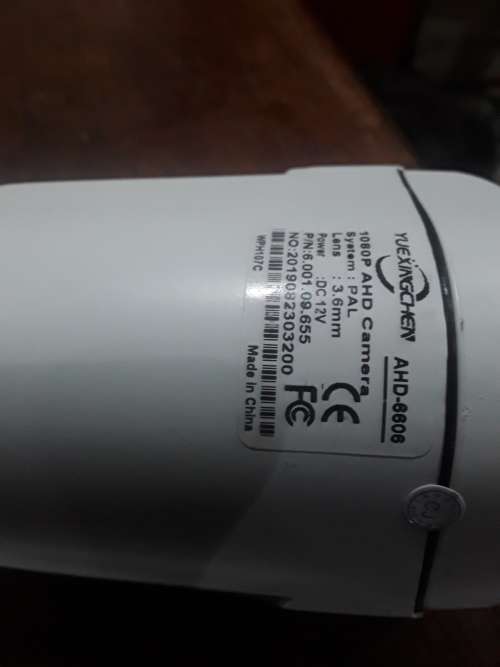 YUEXINGCHEN AHD-6606
1080P AHD Camera
System : PAL
Lens : 3.6mm
Power :DC 12V
P/N:6.001.09.655
NO:2019082303200
WPH107C
Made in China
CE
FC